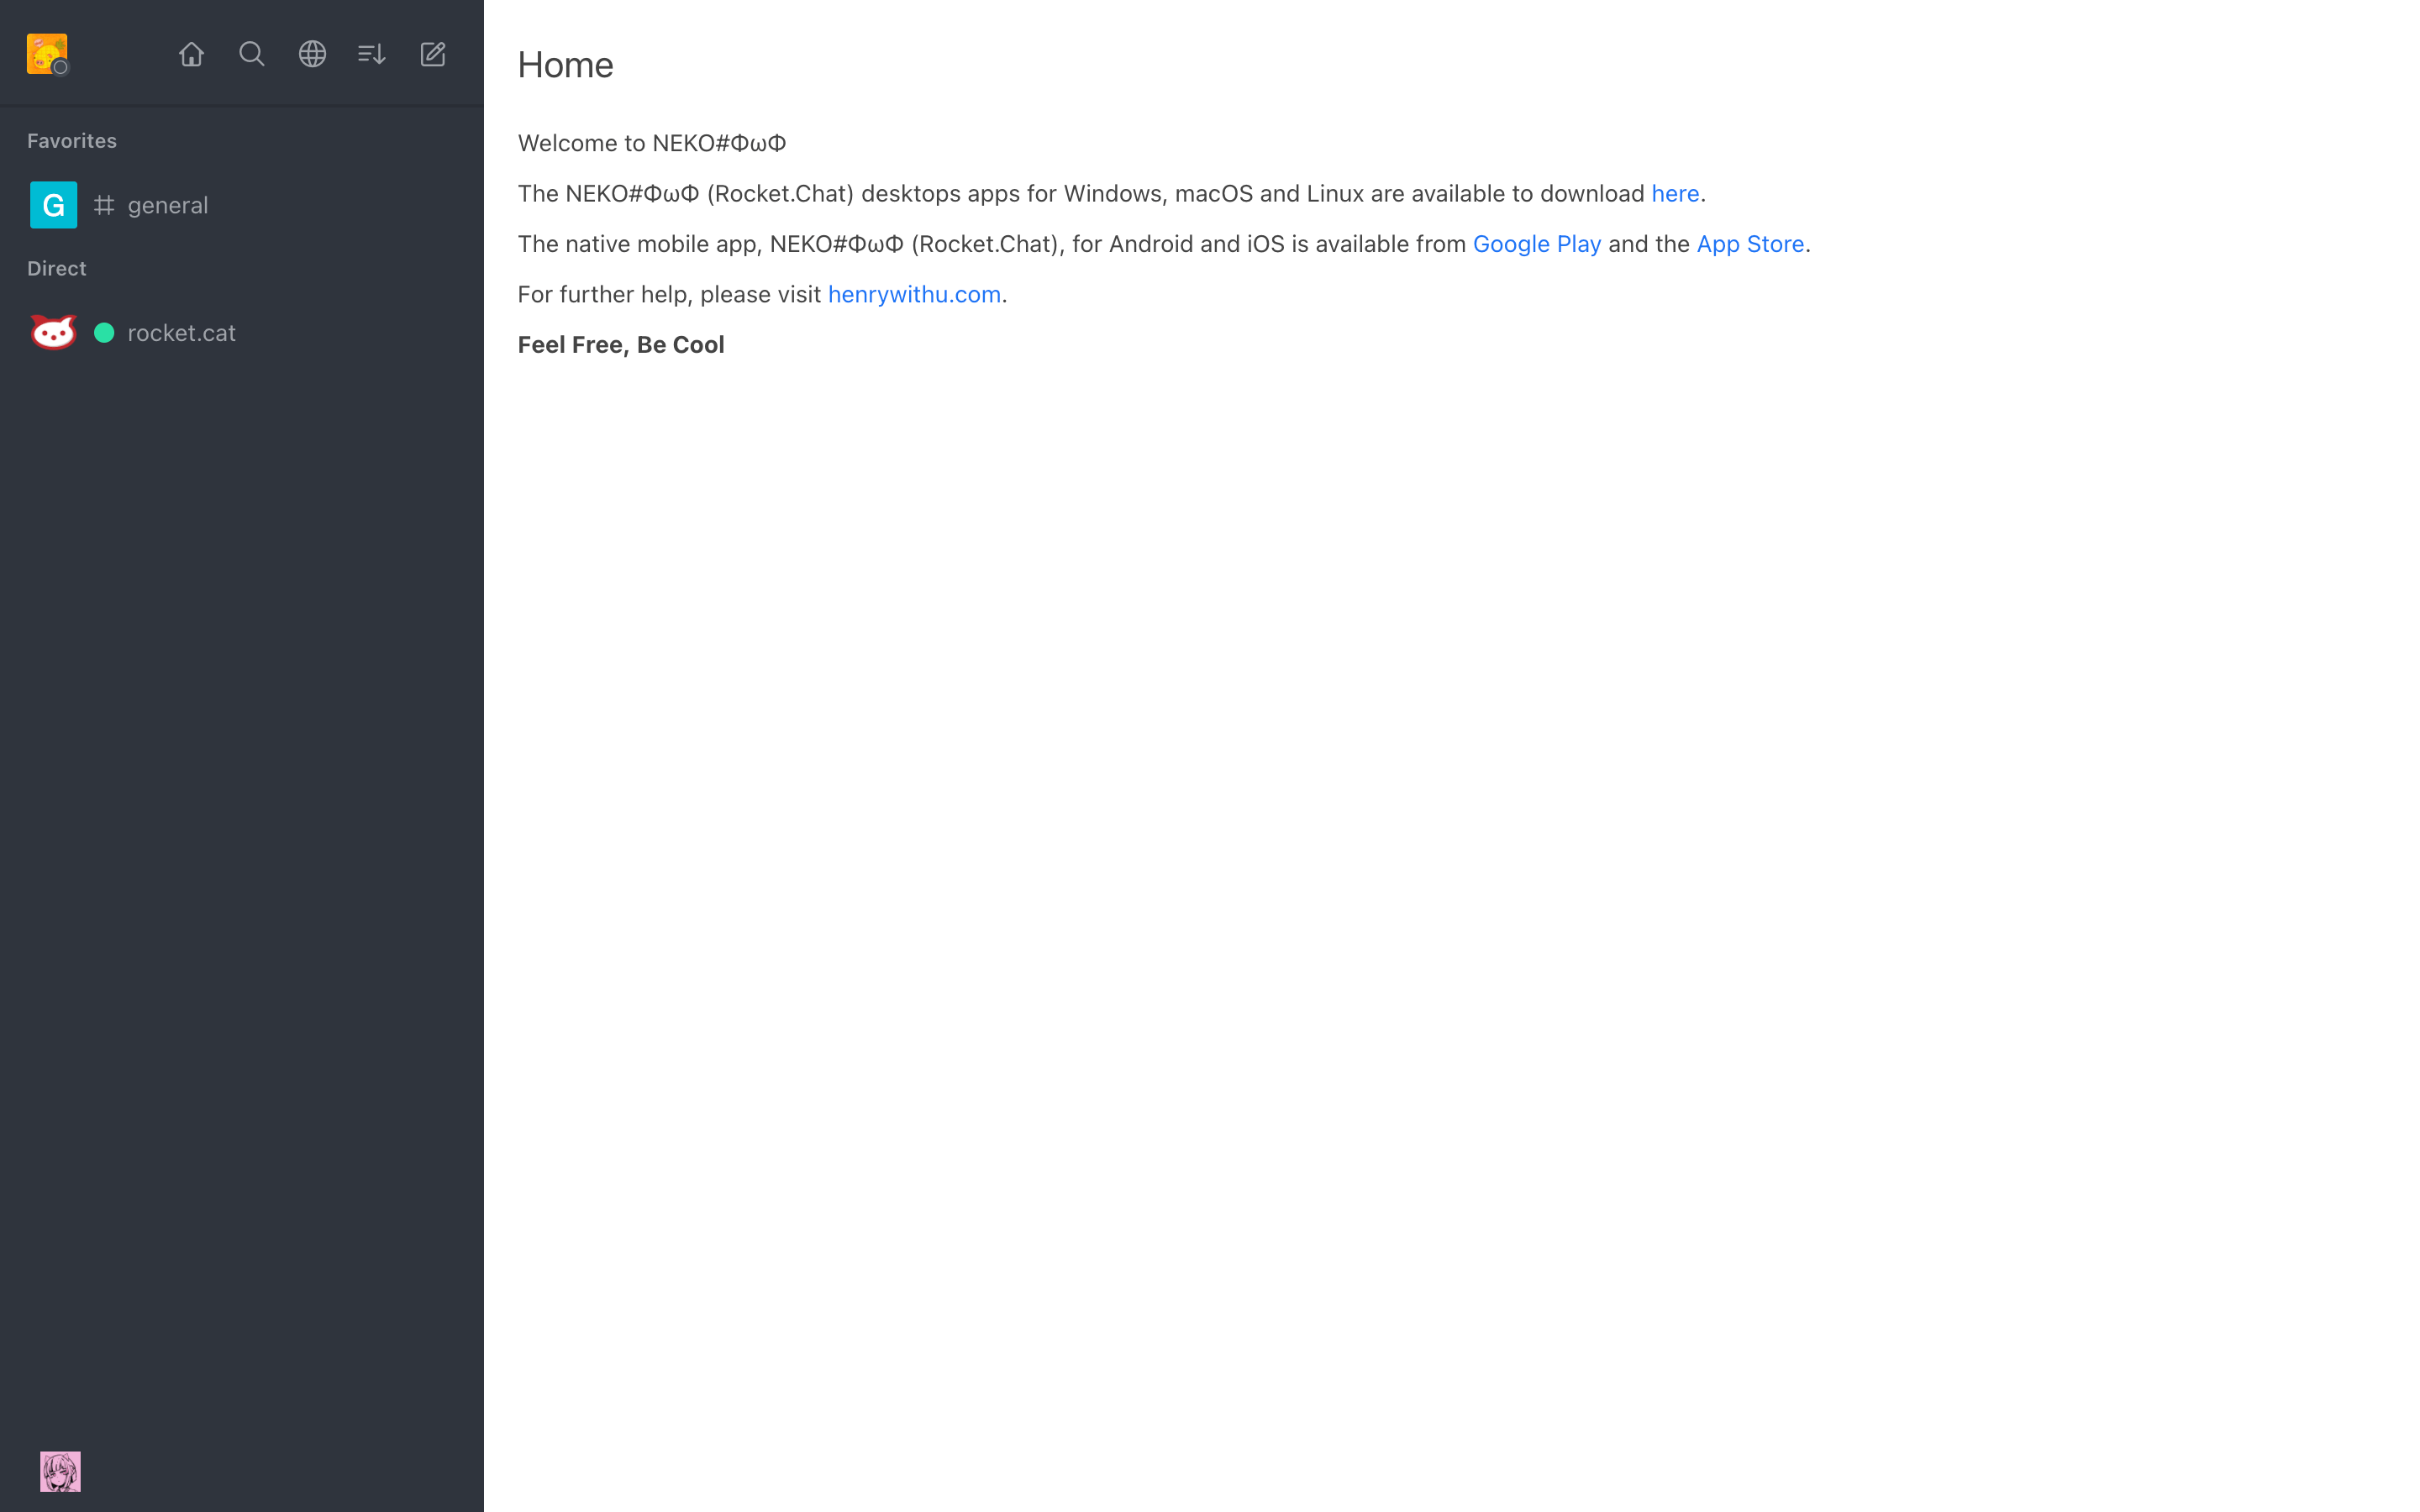 Favorites
G general
Direct
rocket.cat
Home
Welcome to NEKO#ΦωΦ
The NEKO#ΦωΦ (Rocket.Chat) desktops apps for Windows, macOS and Linux are available to download here.
The native mobile app, NEKO#ΦωΦ (Rocket.Chat), for Android and iOS is available from Google Play and the App Store.
For further help, please visit henrywithu.com.
Feel Free, Be Cool